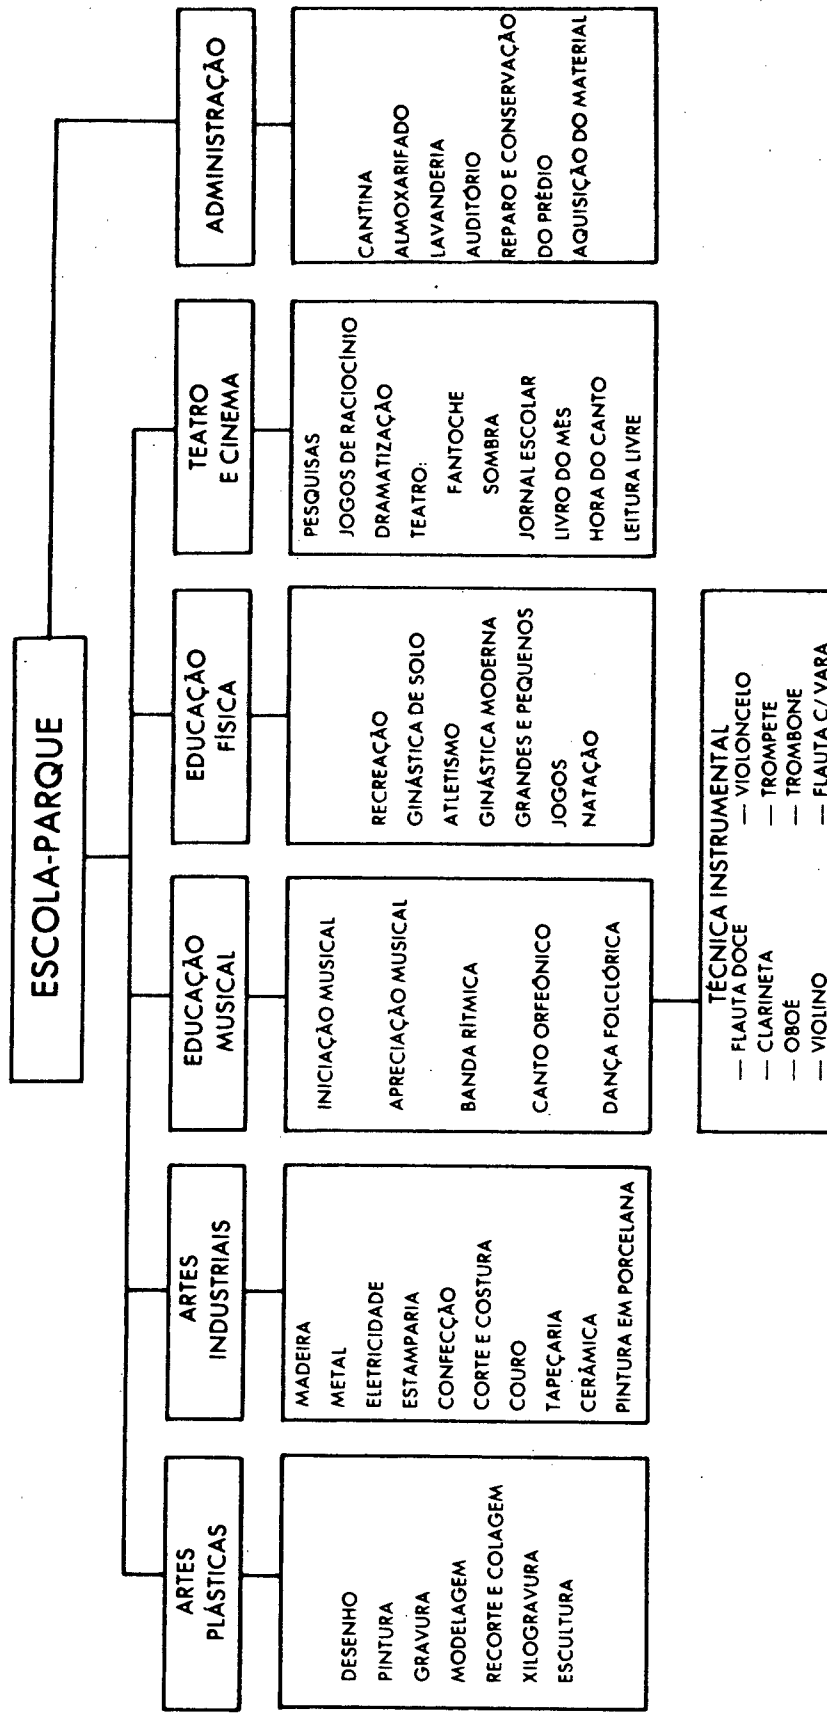 ESCOLA-PARQUE
ARTES
PLÁSTICAS
DESENHO
PINTURA
GRAVURA
MODELAGEM
RECORTE E COLAGEM
XILOGRAVURA
ESCULTURA
ARTES
INDUSTRIAIS
MADEIRA
METAL
ELETRICIDADE
ESTAMPARIA
CONFECÇÃO
CORTE E COSTURA
COURO
TAPEÇARIA
CERÂMICA
PINTURA EM PORCELANA
EDUCAÇÃO
MUSICAL
INICIAÇÃO MUSICAL
APRECIAÇÃO MUSICAL
BANDA RÍTMICA
CANTO ORFEÔNICO
DANÇA FOLCLÓRICA
TÉCNICA INSTRUMENTAL
— FLAUTA DOCE — VIOLONCELO
— CLARINETA — TROMPETE
— OBOÉ — TROMBONE
— VIOLINO — FLAUTA C/ VARA
EDUCAÇÃO
FÍSICA
RECREAÇÃO
GINÁSTICA DE SOLO
ATLETISMO
GINÁSTICA MODERNA
GRANDES E PEQUENOS
JOGOS
NATAÇÃO
TEATRO
E CINEMA
PESQUISAS
JOGOS DE RACIOCÍNIO
DRAMATIZAÇÃO
TEATRO:
FANTOCHE
SOMBRA
JORNAL ESCOLAR
LIVRO DO MÊS
HORA DO CANTO
LEITURA LIVRE
ADMINISTRAÇÃO
CANTINA
ALMOXARIFADO
LAVANDERIA
AUDITÓRIO
REPARO E CONSERVAÇÃO
DO PRÉDIO
AQUISIÇÃO DO MATERIAL